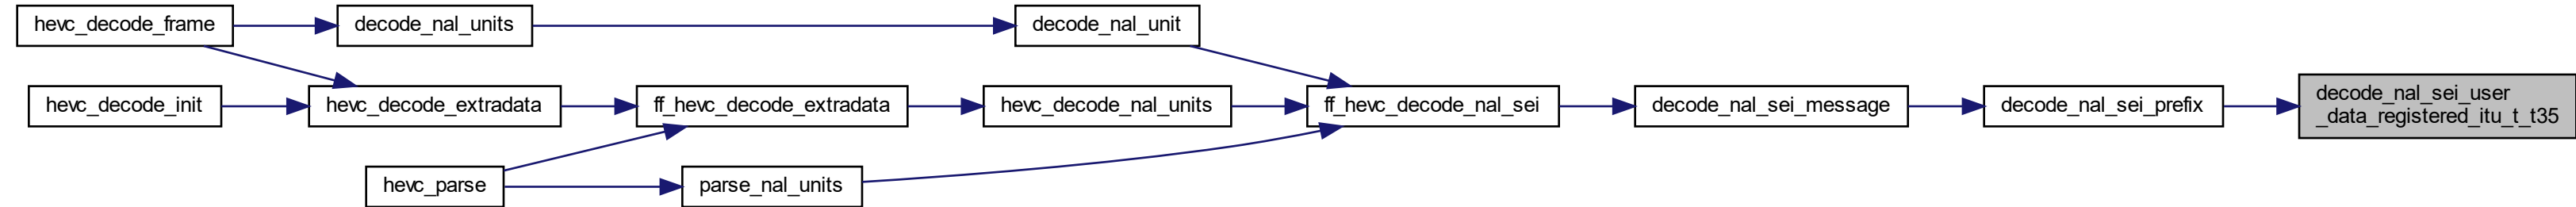 hevc_decode_frame
decode_nal_units
decode_nal_unit
hevc_decode_init
hevc_decode_extradata
ff_hevc_decode_extradata
hevc_decode_nal_units
ff_hevc_decode_nal_sei
decode_nal_sei_message
decode_nal_sei_prefix
decode_nal_sei_user
_data_registered_itu_t_t35
hevc_parse
parse_nal_units